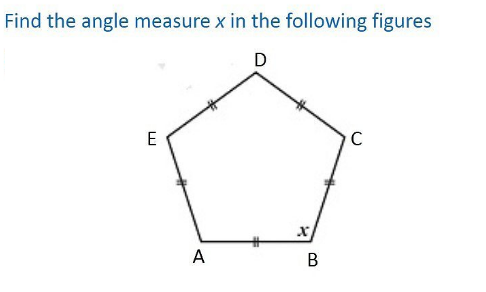 Find the angle measure x in the following figures
D
E
C
x
A
B